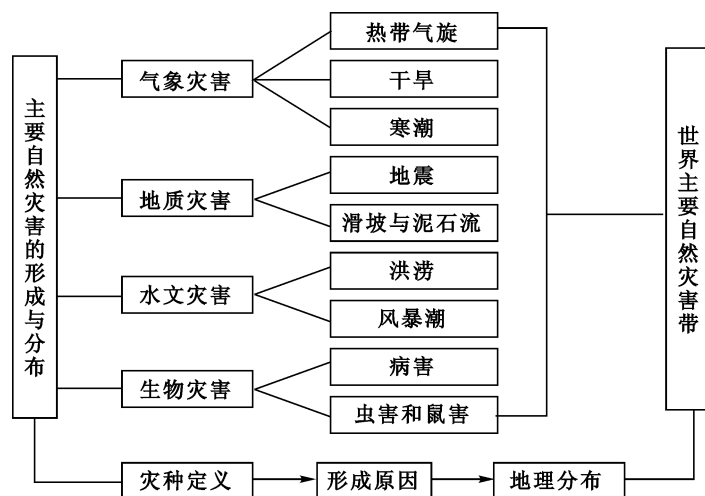 主要自然灾害的形成与分布
气象灾害
热带气旋
干旱
寒潮
地质灾害
地震
滑坡与泥石流
水文灾害
洪涝
风暴潮
生物灾害
病害
虫害和鼠害
世界主要自然灾害带
灾种定义
形成原因
地理分布